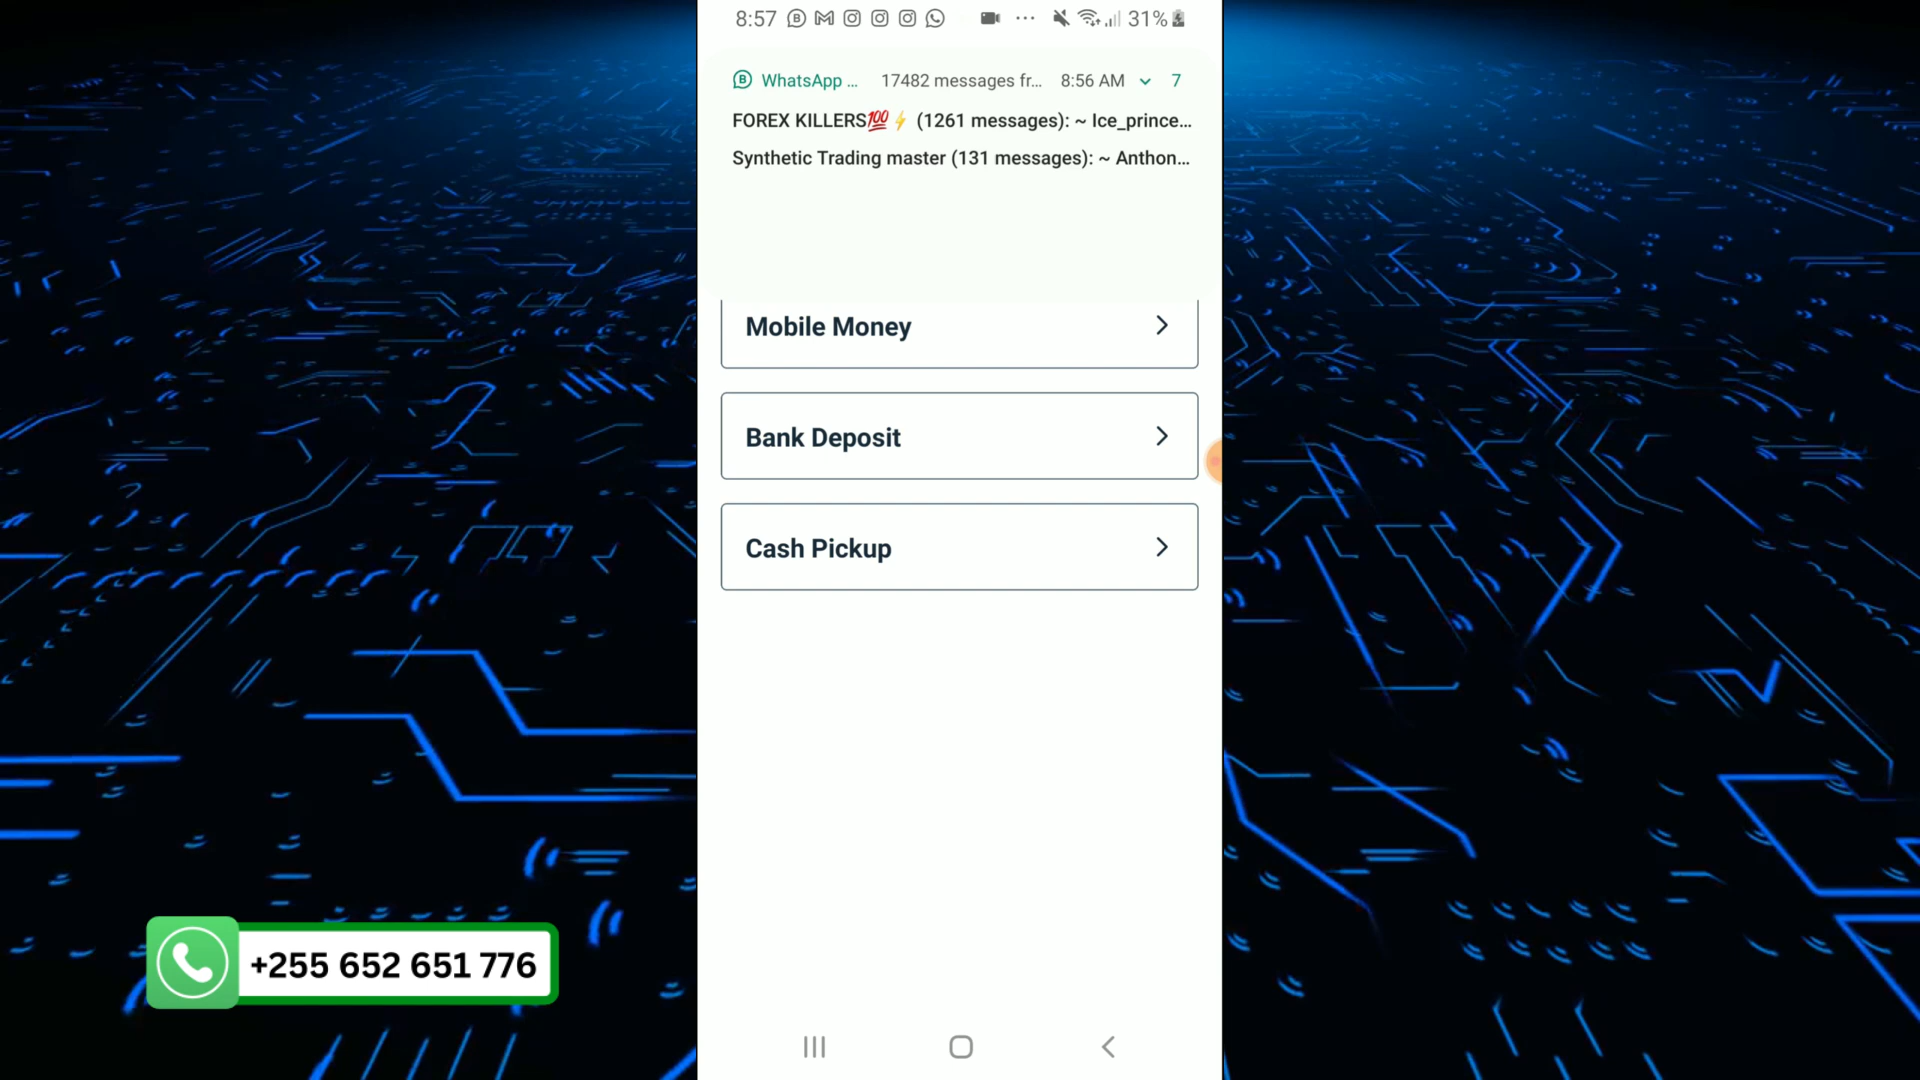 8:57
31%
WhatsApp ... 17482 messages fr... 8:56 AM 7
FOREX KILLERS💯⚡ (1261 messages): ~ Ice_prince...
Synthetic Trading master (131 messages): ~ Anthon...
Mobile Money
Bank Deposit
Cash Pickup
+255 652 651 776